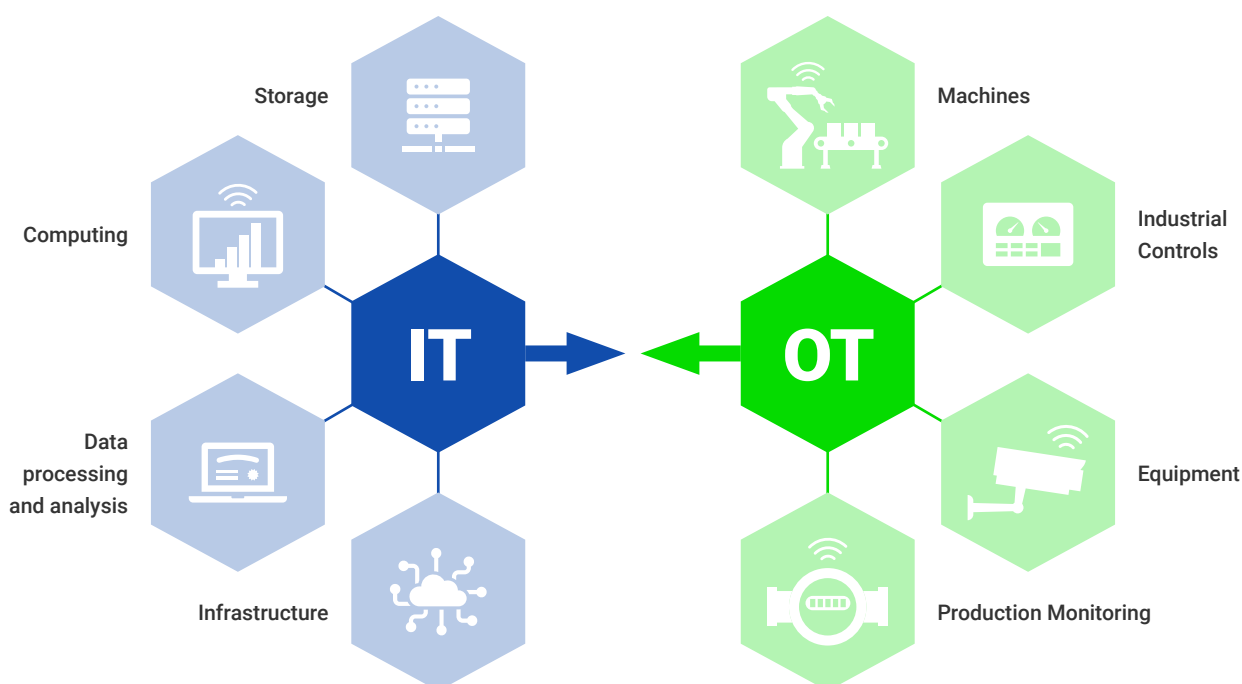 Storage
Computing
IT
Data
processing
and analysis
Infrastructure
Machines
Industrial
Controls
OT
Equipment
Production Monitoring